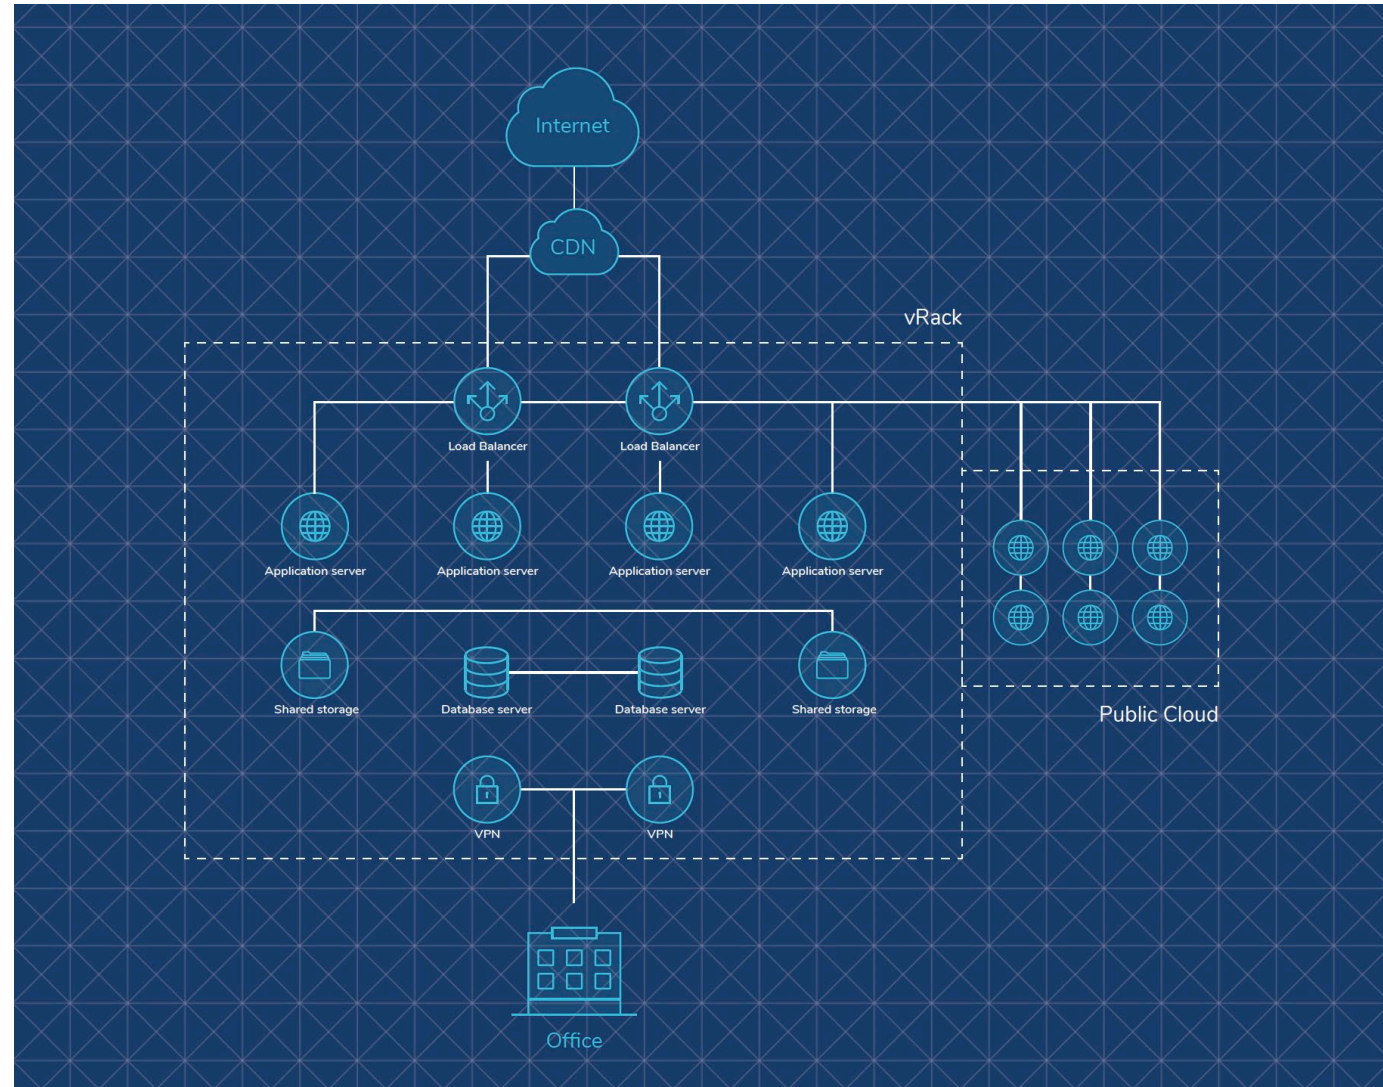 Internet
CDN
vRack
Load Balancer
Load Balancer
Application server
Application server
Application server
Application server
Shared storage
Database server
Database server
Shared storage
Public Cloud
VPN
VPN
Office